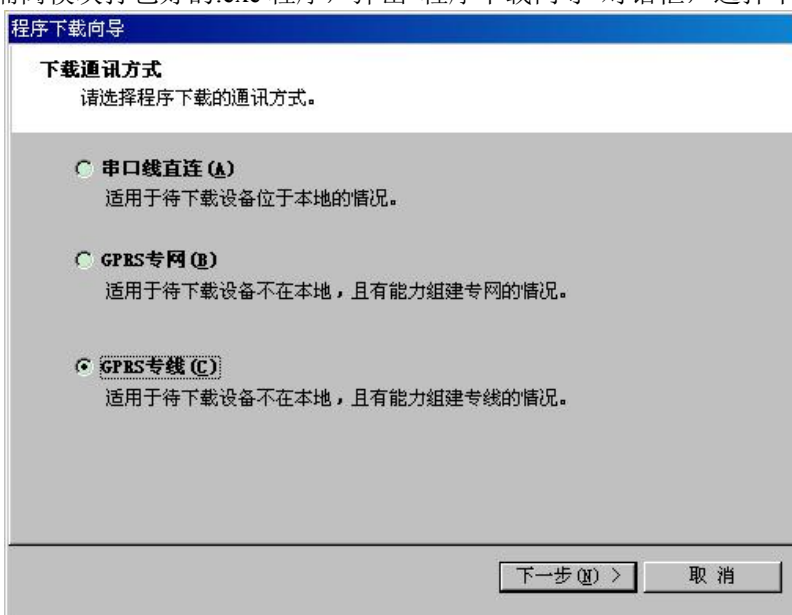 程序下载向导
下载通讯方式
请选择程序下载的通讯方式。
串口线直连(A)
适用于待下载设备位于本地的情况。
GPRS专网(B)
适用于待下载设备不在本地，且有能力组建专网的情况。
GPRS专线(C)
适用于待下载设备不在本地，且有能力组建专线的情况。
下一步(N) >
取 消